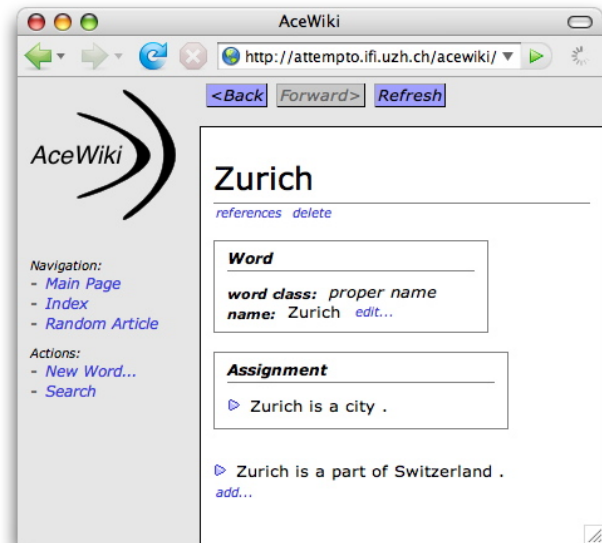 AceWiki
http://attempto.ifi.uzh.ch/acewiki/
<Back Forward> Refresh
AceWiki
Zurich
references delete
Navigation:
- Main Page
- Index
- Random Article
Actions:
- New Word...
- Search
Word
word class: proper name
name: Zurich edit...
Assignment
Zurich is a city .
Zurich is a part of Switzerland .
add...